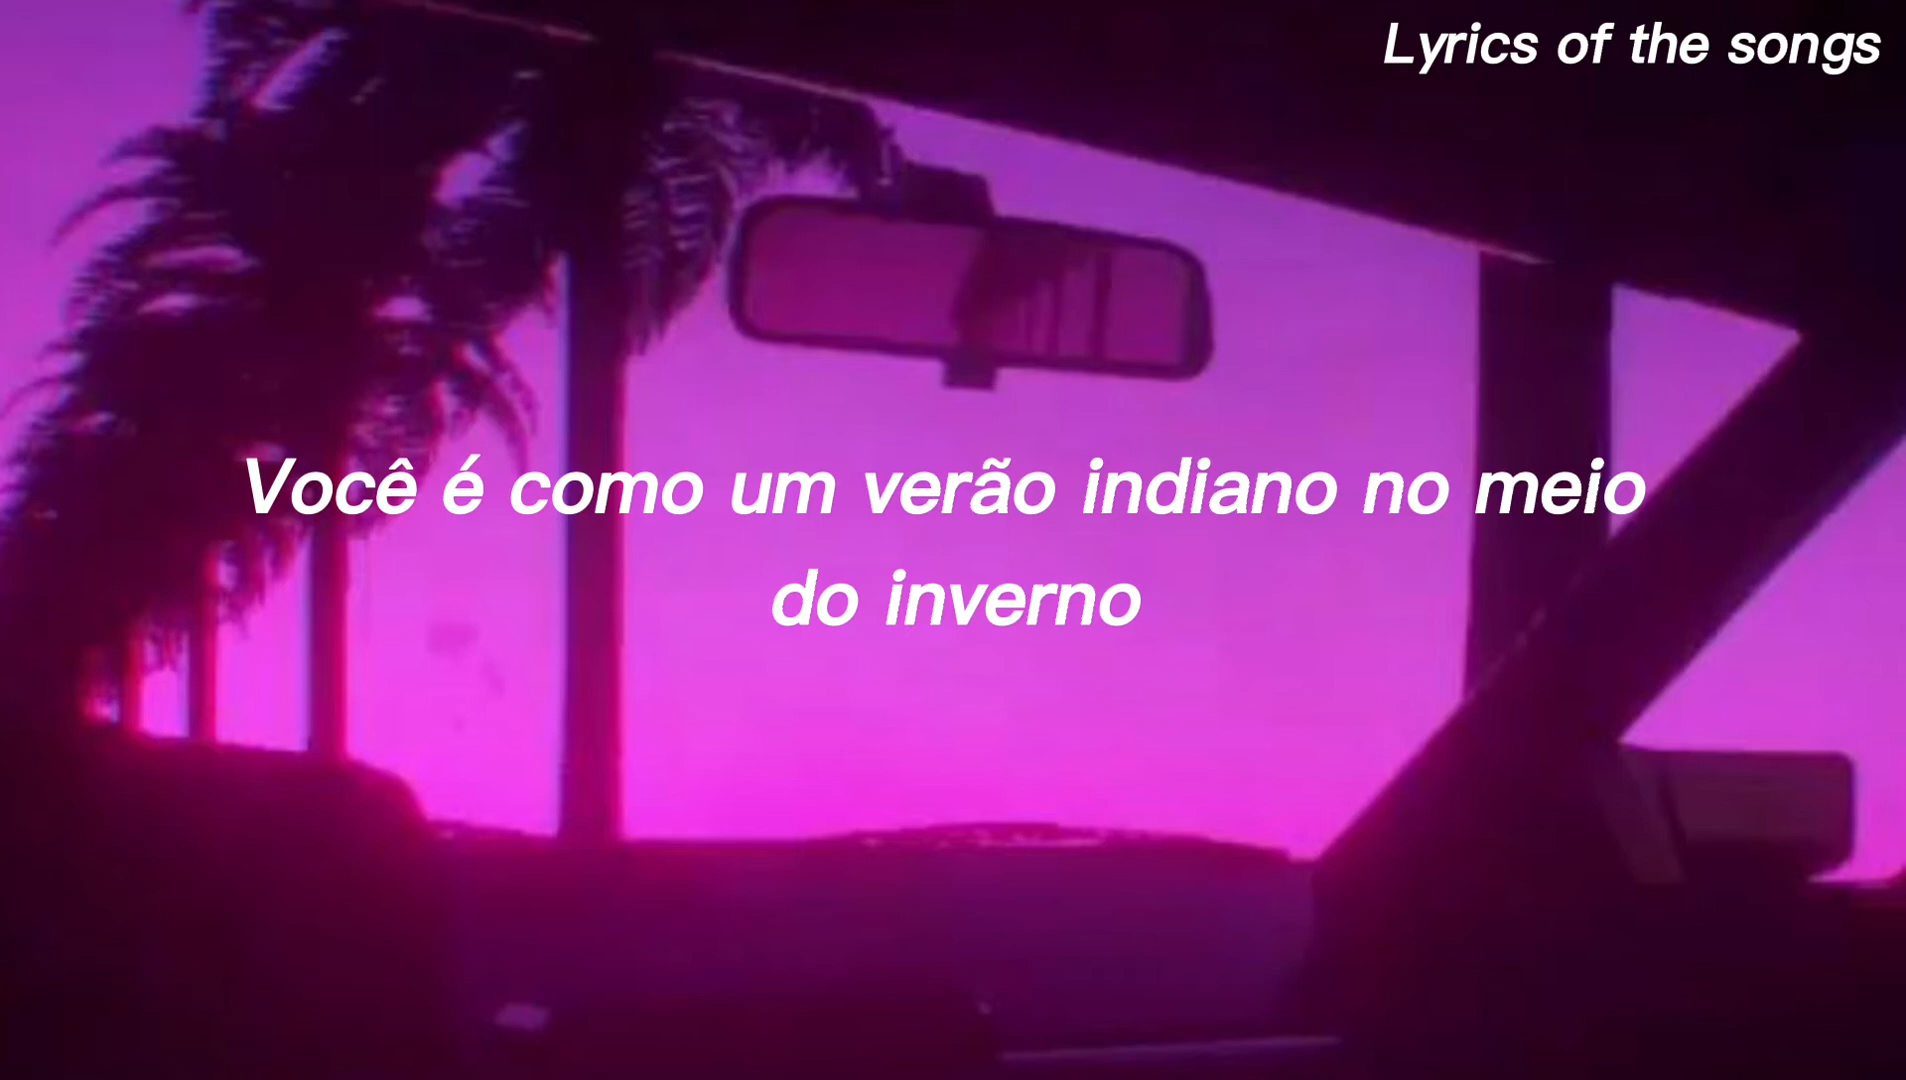 Lyrics of the songs
Você é como um verão indiano no meio
do inverno